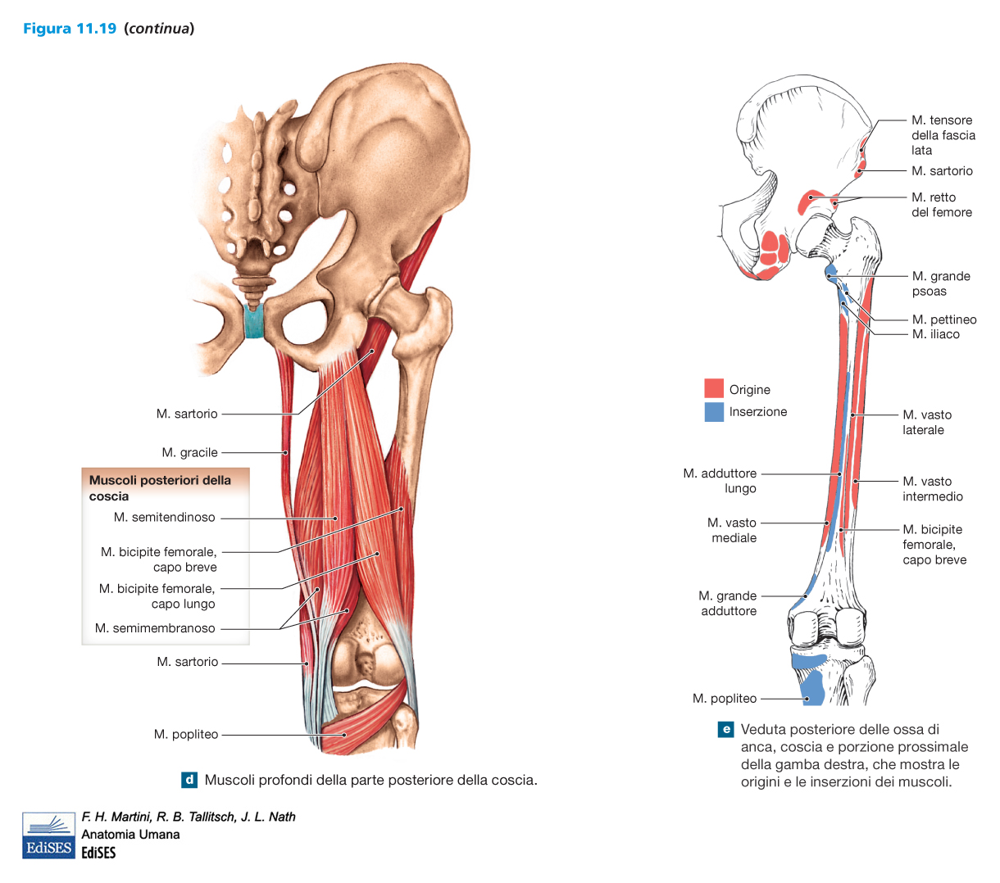 Figura 11.19 (continua)
M. sartorio
M. gracile
Muscoli posteriori della
coscia
M. semitendinoso
M. bicipite femorale,
capo breve
M. bicipite femorale,
capo lungo
M. semimembranoso
M. sartorio
M. popliteo
d Muscoli profondi della parte posteriore della coscia.
M. tensore
della fascia
lata
M. sartorio
M. retto
del femore
M. grande
psoas
M. pettineo
M. iliaco
Origine
Inserzione
M. vasto
laterale
M. adduttore
lungo
M. vasto
intermedio
M. vasto
mediale
M. bicipite
femorale,
capo breve
M. grande
adduttore
M. popliteo
e Veduta posteriore delle ossa di
anca, coscia e porzione prossimale
della gamba destra, che mostra le
origini e le inserzioni dei muscoli.
F. H. Martini, R. B. Tallitsch, J. L. Nath
Anatomia Umana
EdiSES
EdiSES